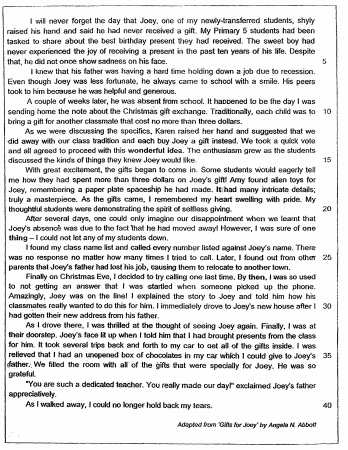 I will never forget the day that Joey, one of my newly-transferred students, shyly
raised his hand and said he had never received a gift. My Primary 5 students had been
tasked to share about the best birthday present they had received. The sweet boy had
never experienced the joy of receiving a present in the past ten years of his life. Despite
that, he did not once show sadness on his face. 5
I knew that his father was having a hard time holding down a job due to recession.
Even though Joey was less fortunate, he always came to school with a smile. His peers
took to him because he was helpful and generous.
A couple of weeks later, he was absent from school. It happened to be the day I was
sending home the note about the Christmas gift exchange. Traditionally, each child was to 10
bring a gift for another classmate that cost no more than three dollars.
As we were discussing the specifics, Karen raised her hand and suggested that we
did away with our class tradition and each buy Joey a gift instead. We took a quick vote
and all agreed to proceed with this wonderful idea. The enthusiasm grew as the students
discussed the kinds of things they knew Joey would like. 15
With great excitement, the gifts began to come in. Some students would eagerly tell
me how they had spent more than three dollars on Joey's gift! Amy found alien toys for
Joey, remembering a paper plate spaceship he had made. It had many intricate details;
truly a masterpiece. As the gifts came, I remembered my heart swelling with pride. My
thoughtful students were demonstrating the spirit of selfless giving. 20
After several days, one could only imagine our disappointment when we learnt that
Joey's absence was due to the fact that he had moved away! However, I was sure of one
thing – I could not let any of my students down.
I found my class name list and called every number listed against Joey's name. There
was no response no matter how many times I tried to call. Later, I found out from other 25
parents that Joey's father had lost his job, causing them to relocate to another town.
Finally on Christmas Eve, I decided to try calling one last time. By then, I was so used
to not getting an answer that I was startled when someone picked up the phone.
Amazingly, Joey was on the line! I explained the story to Joey and told him how his
classmates really wanted to do this for him. I immediately drove to Joey's new house after I 30
had gotten their new address from his father.
As I drove there, I was thrilled at the thought of seeing Joey again. Finally, I was at
their doorstep. Joey's face lit up when I told him that I had brought presents from the class
for him. It took several trips back and forth to my car to get all of the gifts inside. I was
relieved that I had an unopened box of chocolates in my car which I could give to Joey's 35
father. We filled the room with all of the gifts that were specially for Joey. He was so
grateful.
"You are such a dedicated teacher. You really made our day!" exclaimed Joey's father
appreciatively.
As I walked away, I could no longer hold back my tears. 40
Adapted from 'Gifts for Joey' by Angela N. Abbott